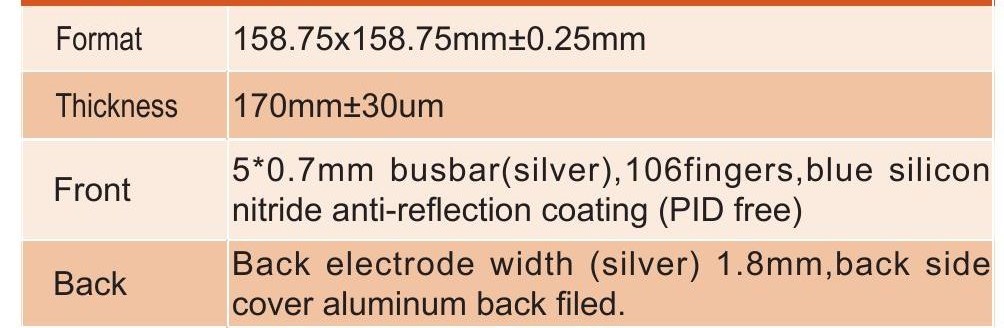 Format 158.75x158.75mm±0.25mm
Thickness 170mm±30um
Front 5*0.7mm busbar(silver),106fingers,blue silicon
nitride anti-reflection coating (PID free)
Back Back electrode width (silver) 1.8mm,back side
cover aluminum back filed.